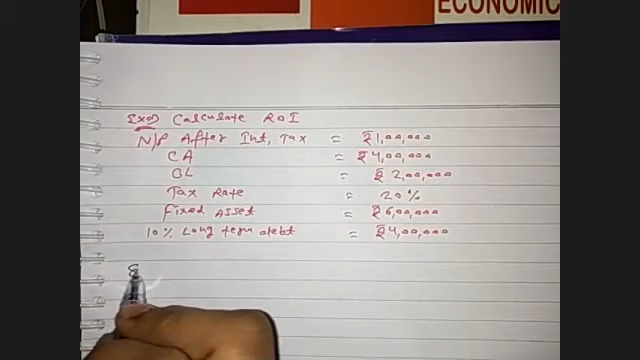 ECONOMIC
Exp Calculate ROI
N/P After Int, Tax = ₹1,00,000
CA = ₹4,00,000
CL = ₹2,00,000
Tax Rate = 20%
Fixed Asset = ₹6,00,000
10% Long term debt = ₹4,00,000